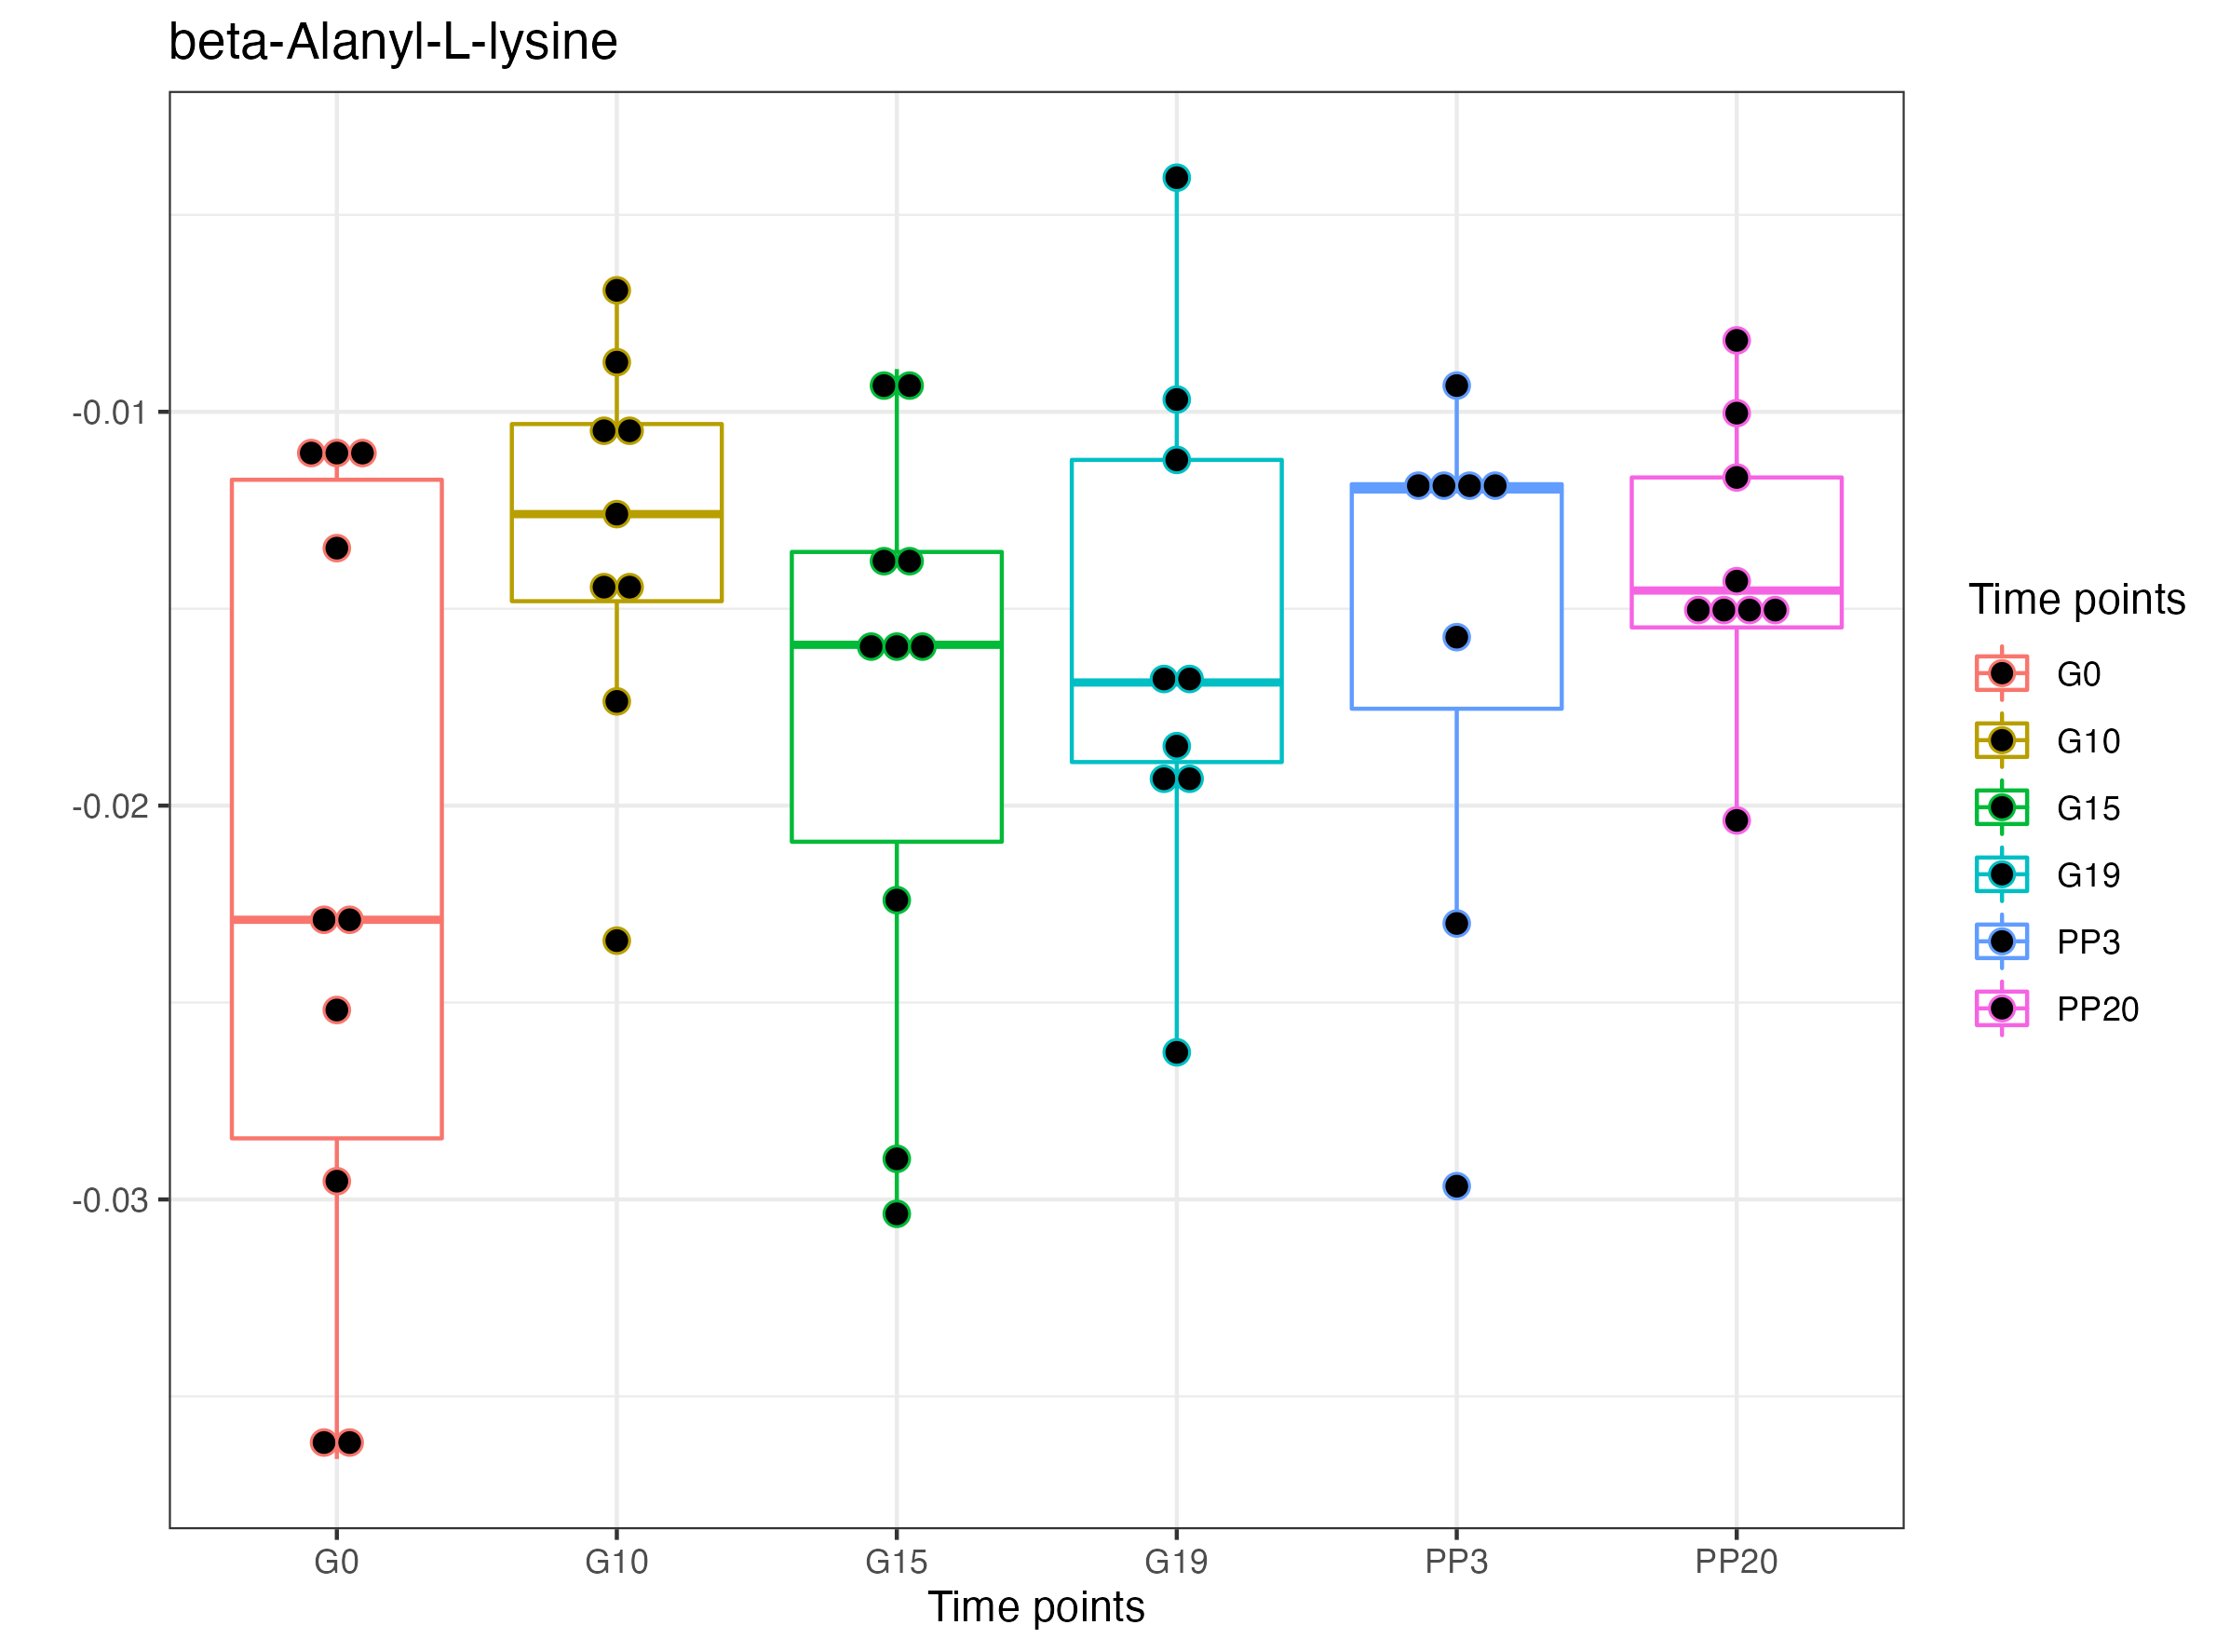 beta-Alanyl-L-lysine
-0.01
-0.02
-0.03
G0 G10 G15 G19 PP3 PP20
Time points
Time points
G0
G10
G15
G19
PP3
PP20